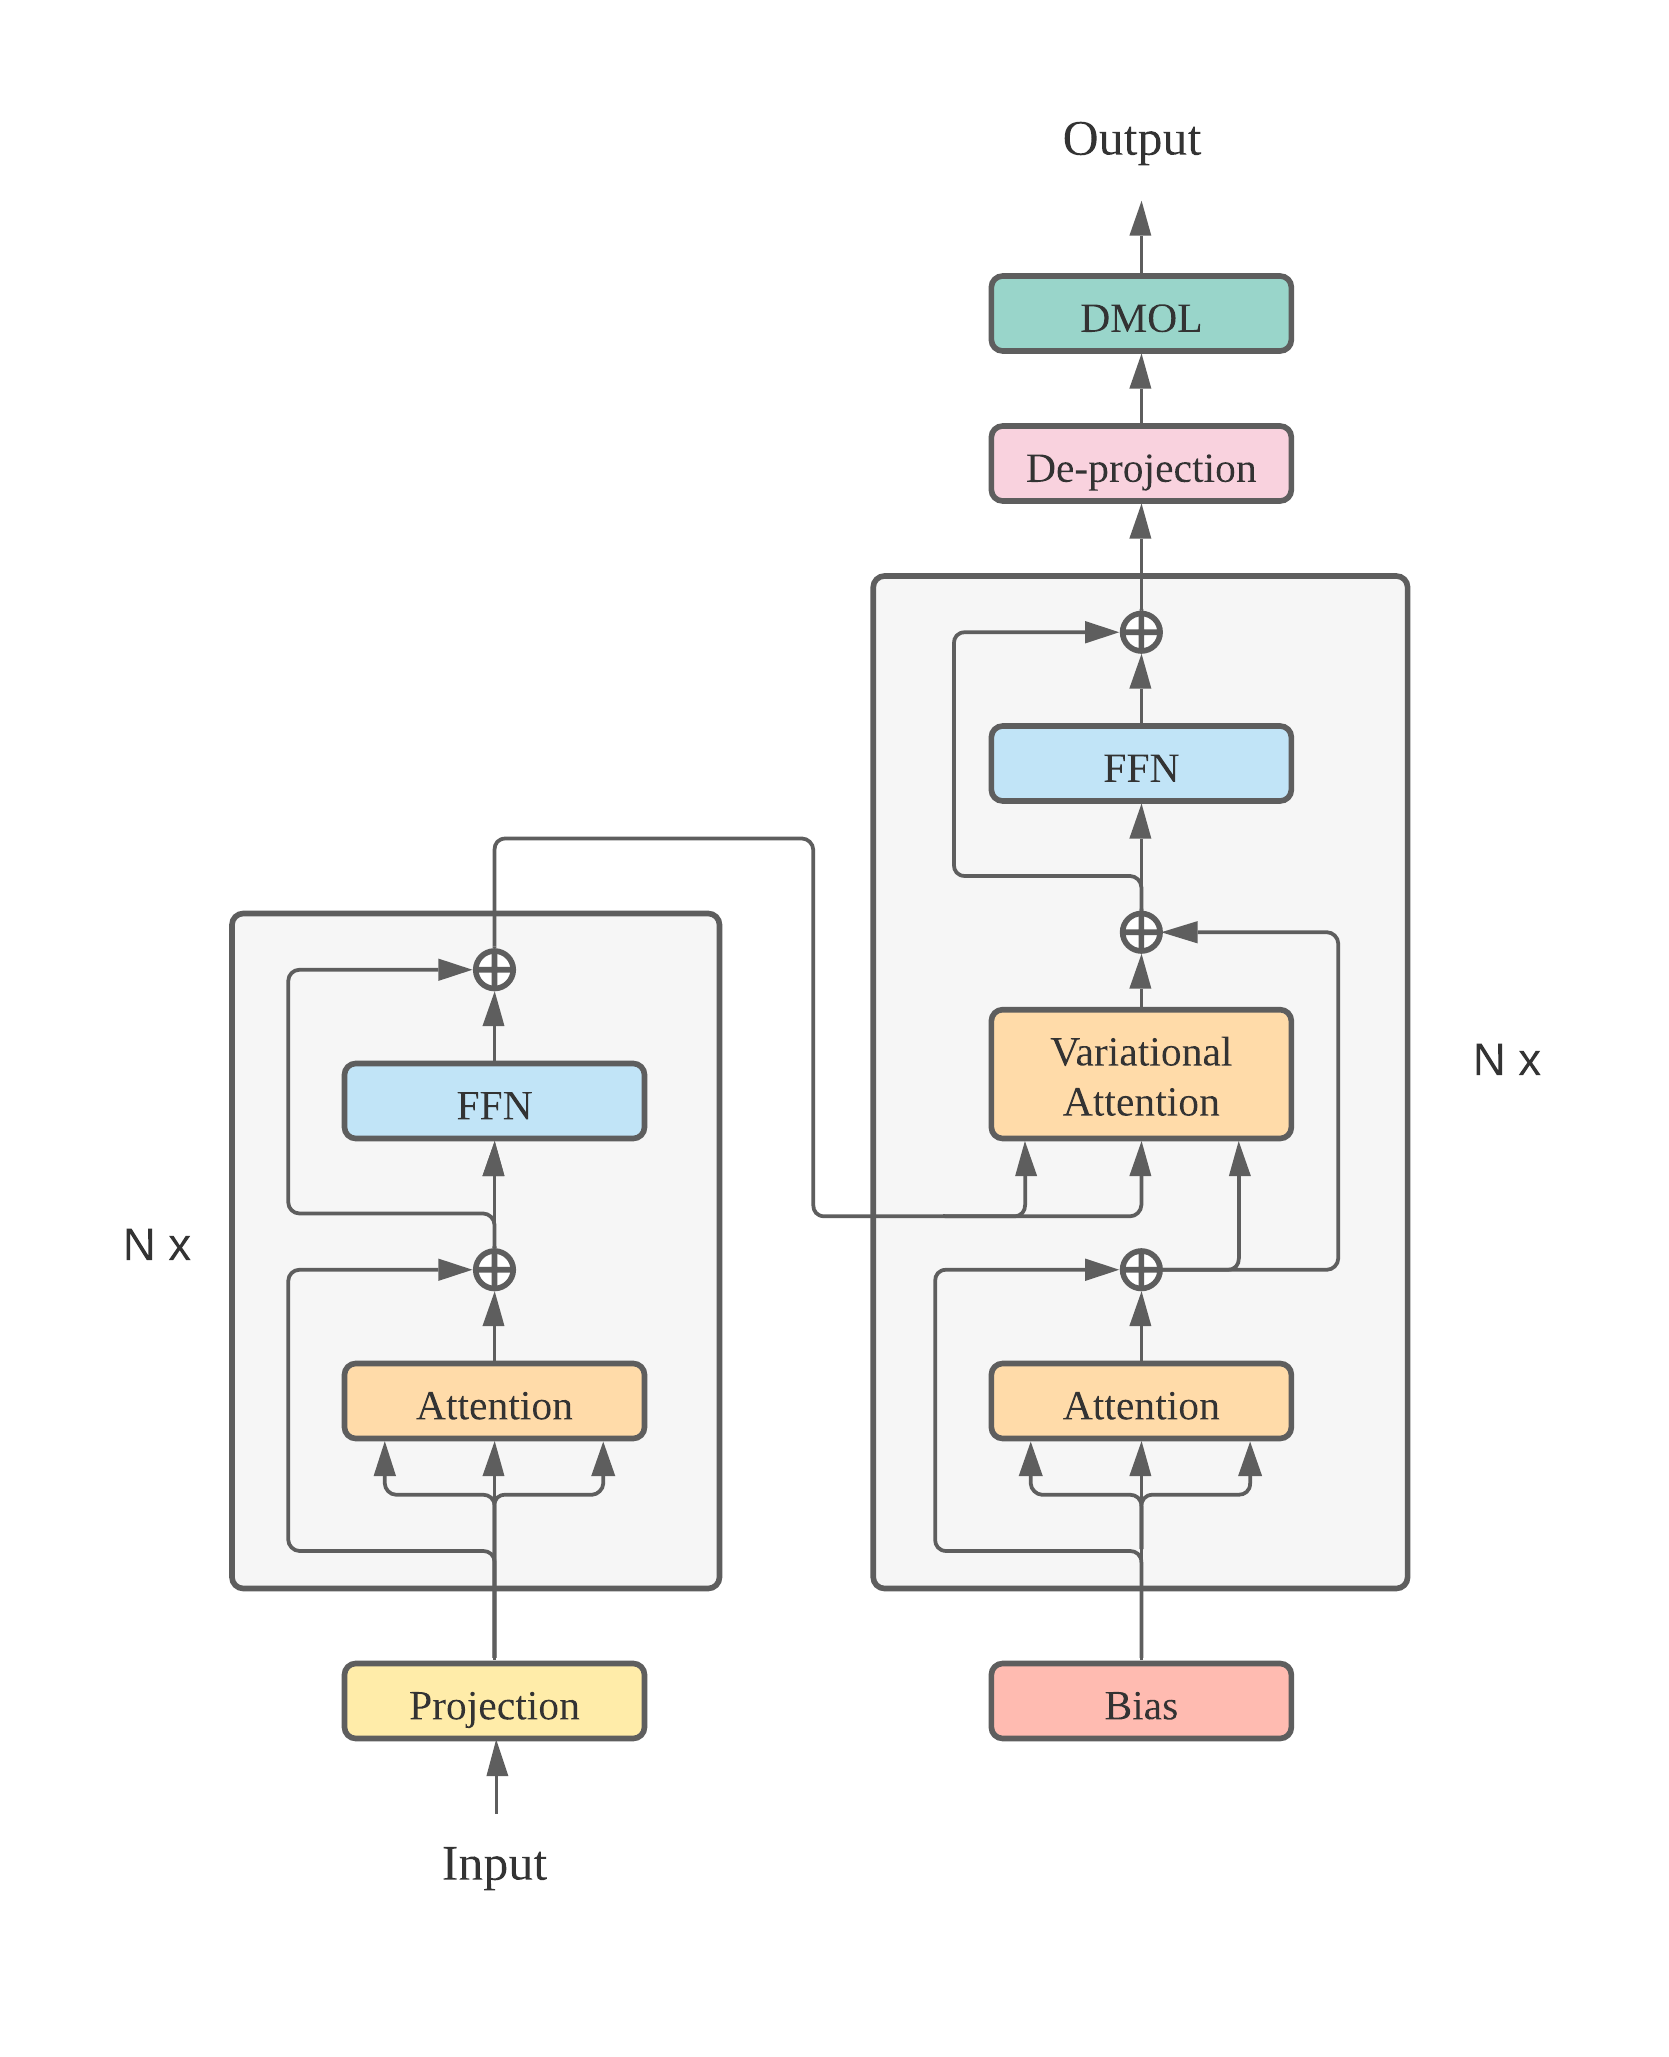 Output
DMOL
De-projection
FFN
Variational
Attention
N x
Attention
Bias
FFN
N x
Attention
Projection
Input